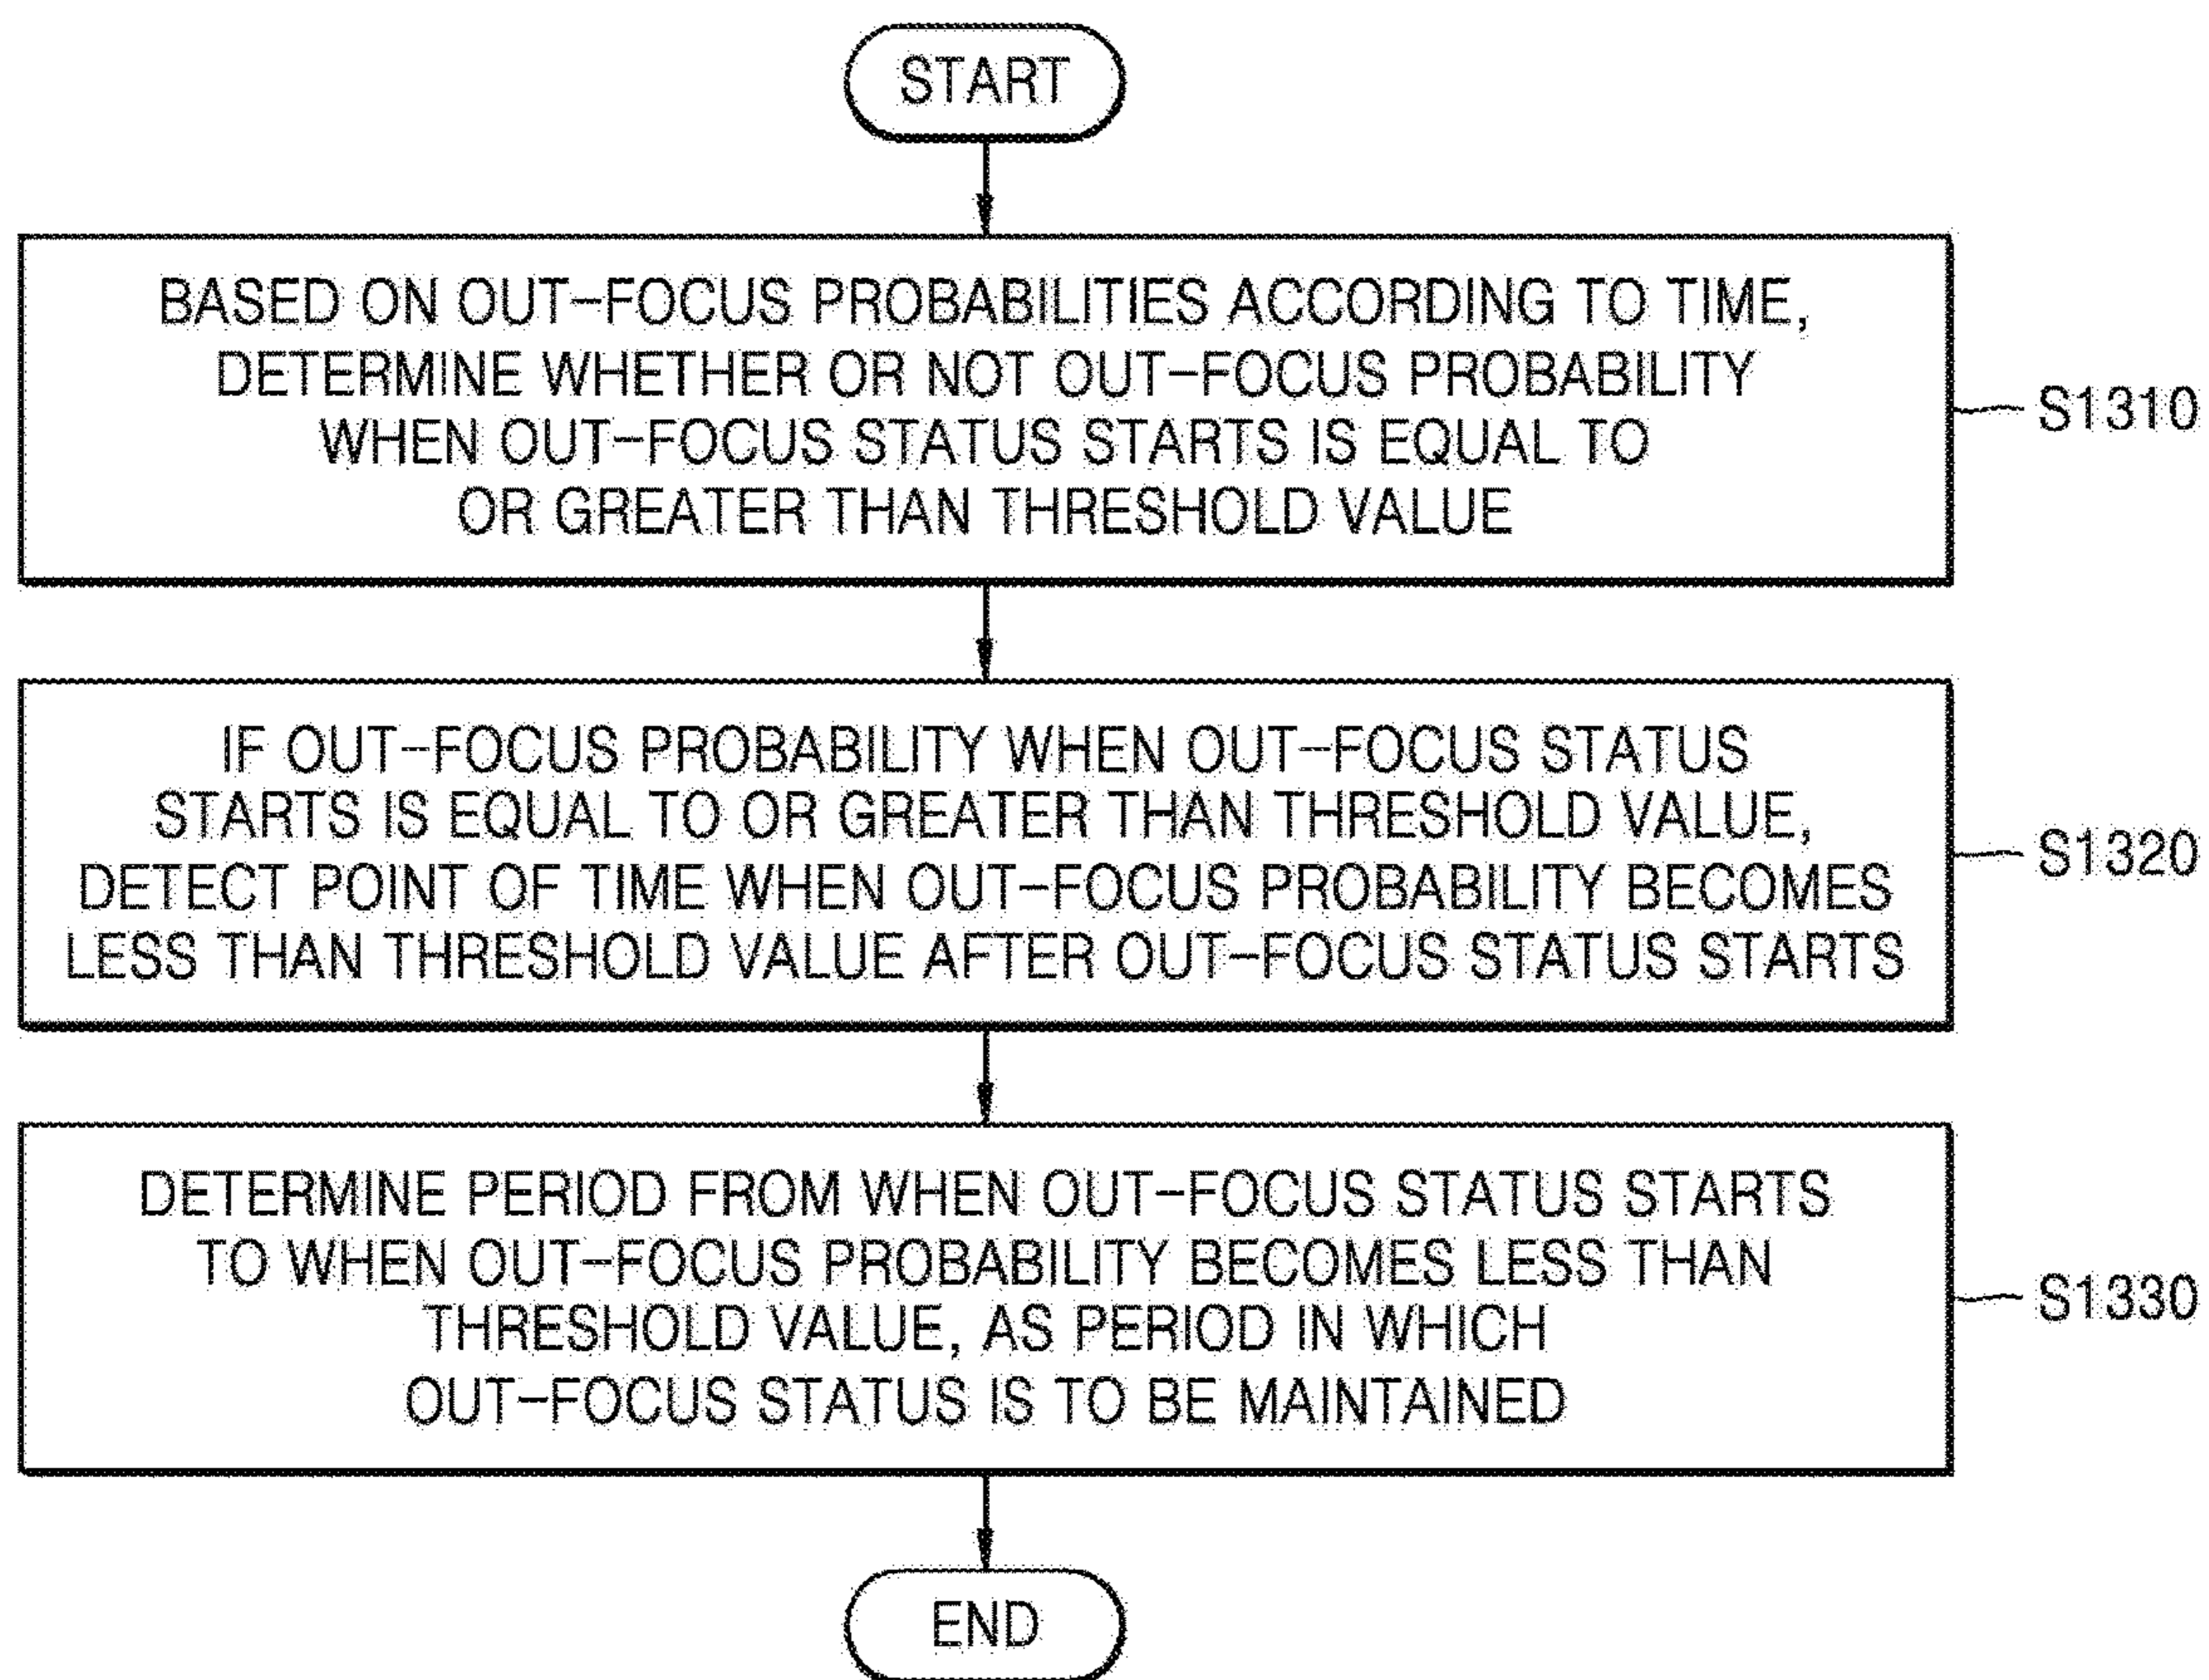 START
BASED ON OUT-FOCUS PROBABILITIES ACCORDING TO TIME,
DETERMINE WHETHER OR NOT OUT-FOCUS PROBABILITY
WHEN OUT-FOCUS STATUS STARTS IS EQUAL TO
OR GREATER THAN THRESHOLD VALUE
S1310
IF OUT-FOCUS PROBABILITY WHEN OUT-FOCUS STATUS
STARTS IS EQUAL TO OR GREATER THAN THRESHOLD VALUE,
DETECT POINT OF TIME WHEN OUT-FOCUS PROBABILITY BECOMES
LESS THAN THRESHOLD VALUE AFTER OUT-FOCUS STATUS STARTS
S1320
DETERMINE PERIOD FROM WHEN OUT-FOCUS STATUS STARTS
TO WHEN OUT-FOCUS PROBABILITY BECOMES LESS THAN
THRESHOLD VALUE, AS PERIOD IN WHICH
OUT-FOCUS STATUS IS TO BE MAINTAINED
S1330
END